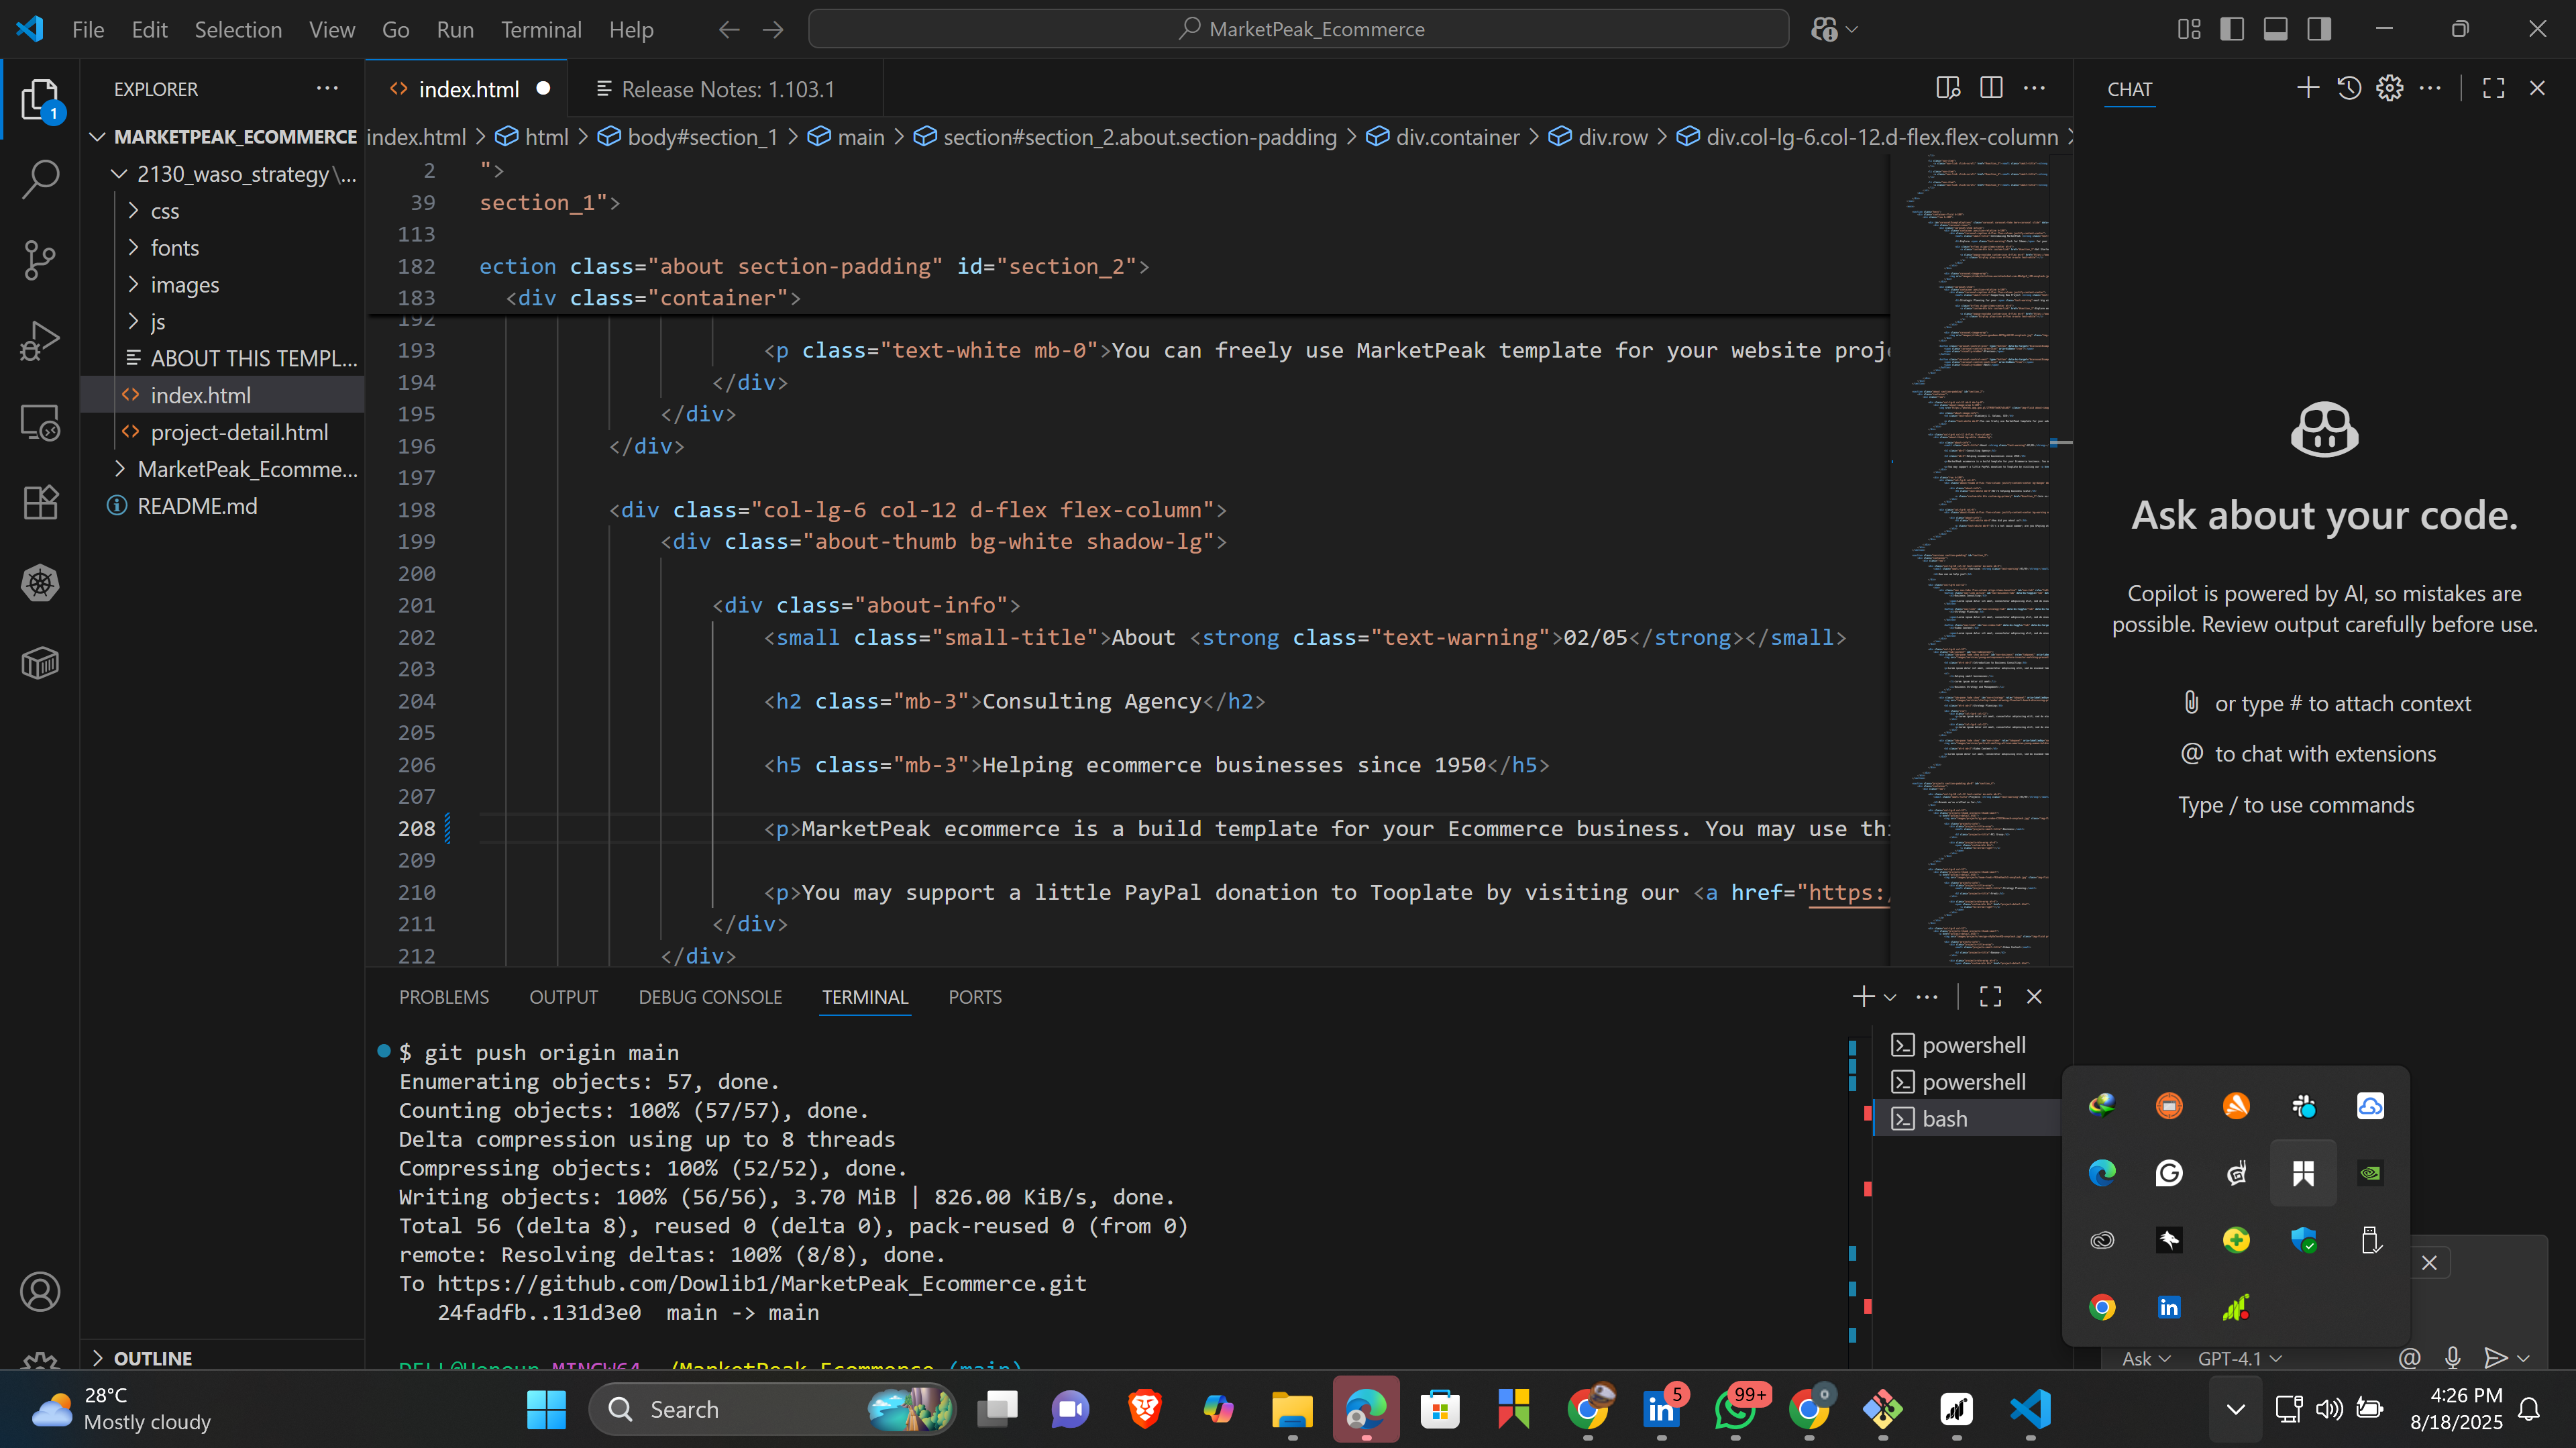 File Edit Selection View Go Run Terminal Help
MarketPeak_Ecommerce
EXPLORER
1
MARKETPEAK_ECOMMERCE
2130_waso_strategy\...
css
fonts
images
js
ABOUT THIS TEMPL...
index.html
project-detail.html
MarketPeak_Ecomme...
README.md
OUTLINE
index.html
Release Notes: 1.103.1
index.html > html > body#section_1 > main > section#section_2.about.section-padding > div.container > div.row > div.col-lg-6.col-12.d-flex.flex-column >
2 ">
39 section_1">
113
182 ection class="about section-padding" id="section_2">
183 <div class="container">
192
193 <p class="text-white mb-0">You can freely use MarketPeak template for your website proje
194 </div>
195 </div>
196 </div>
197
198 <div class="col-lg-6 col-12 d-flex flex-column">
199 <div class="about-thumb bg-white shadow-lg">
200
201 <div class="about-info">
202 <small class="small-title">About <strong class="text-warning">02/05</strong></small>
203
204 <h2 class="mb-3">Consulting Agency</h2>
205
206 <h5 class="mb-3">Helping ecommerce businesses since 1950</h5>
207
208 <p>MarketPeak ecommerce is a build template for your Ecommerce business. You may use thi
209
210 <p>You may support a little PayPal donation to Tooplate by visiting our <a href="https:/
211 </div>
212 </div>
PROBLEMS OUTPUT DEBUG CONSOLE TERMINAL PORTS
$ git push origin main
Enumerating objects: 57, done.
Counting objects: 100% (57/57), done.
Delta compression using up to 8 threads
Compressing objects: 100% (52/52), done.
Writing objects: 100% (56/56), 3.70 MiB | 826.00 KiB/s, done.
Total 56 (delta 8), reused 0 (delta 0), pack-reused 0 (from 0)
remote: Resolving deltas: 100% (8/8), done.
To https://github.com/Dowlib1/MarketPeak_Ecommerce.git
24fadfb..131d3e0 main -> main
MINGW64 ~/MarketPeak_Ecommerce (main)
powershell
powershell
bash
CHAT
Ask about your code.
Copilot is powered by AI, so mistakes are
possible. Review output carefully before use.
or type # to attach context
@ to chat with extensions
Type / to use commands
Ask GPT-4.1
28°C
Mostly cloudy
Search
5
99+
4:26 PM
8/18/2025